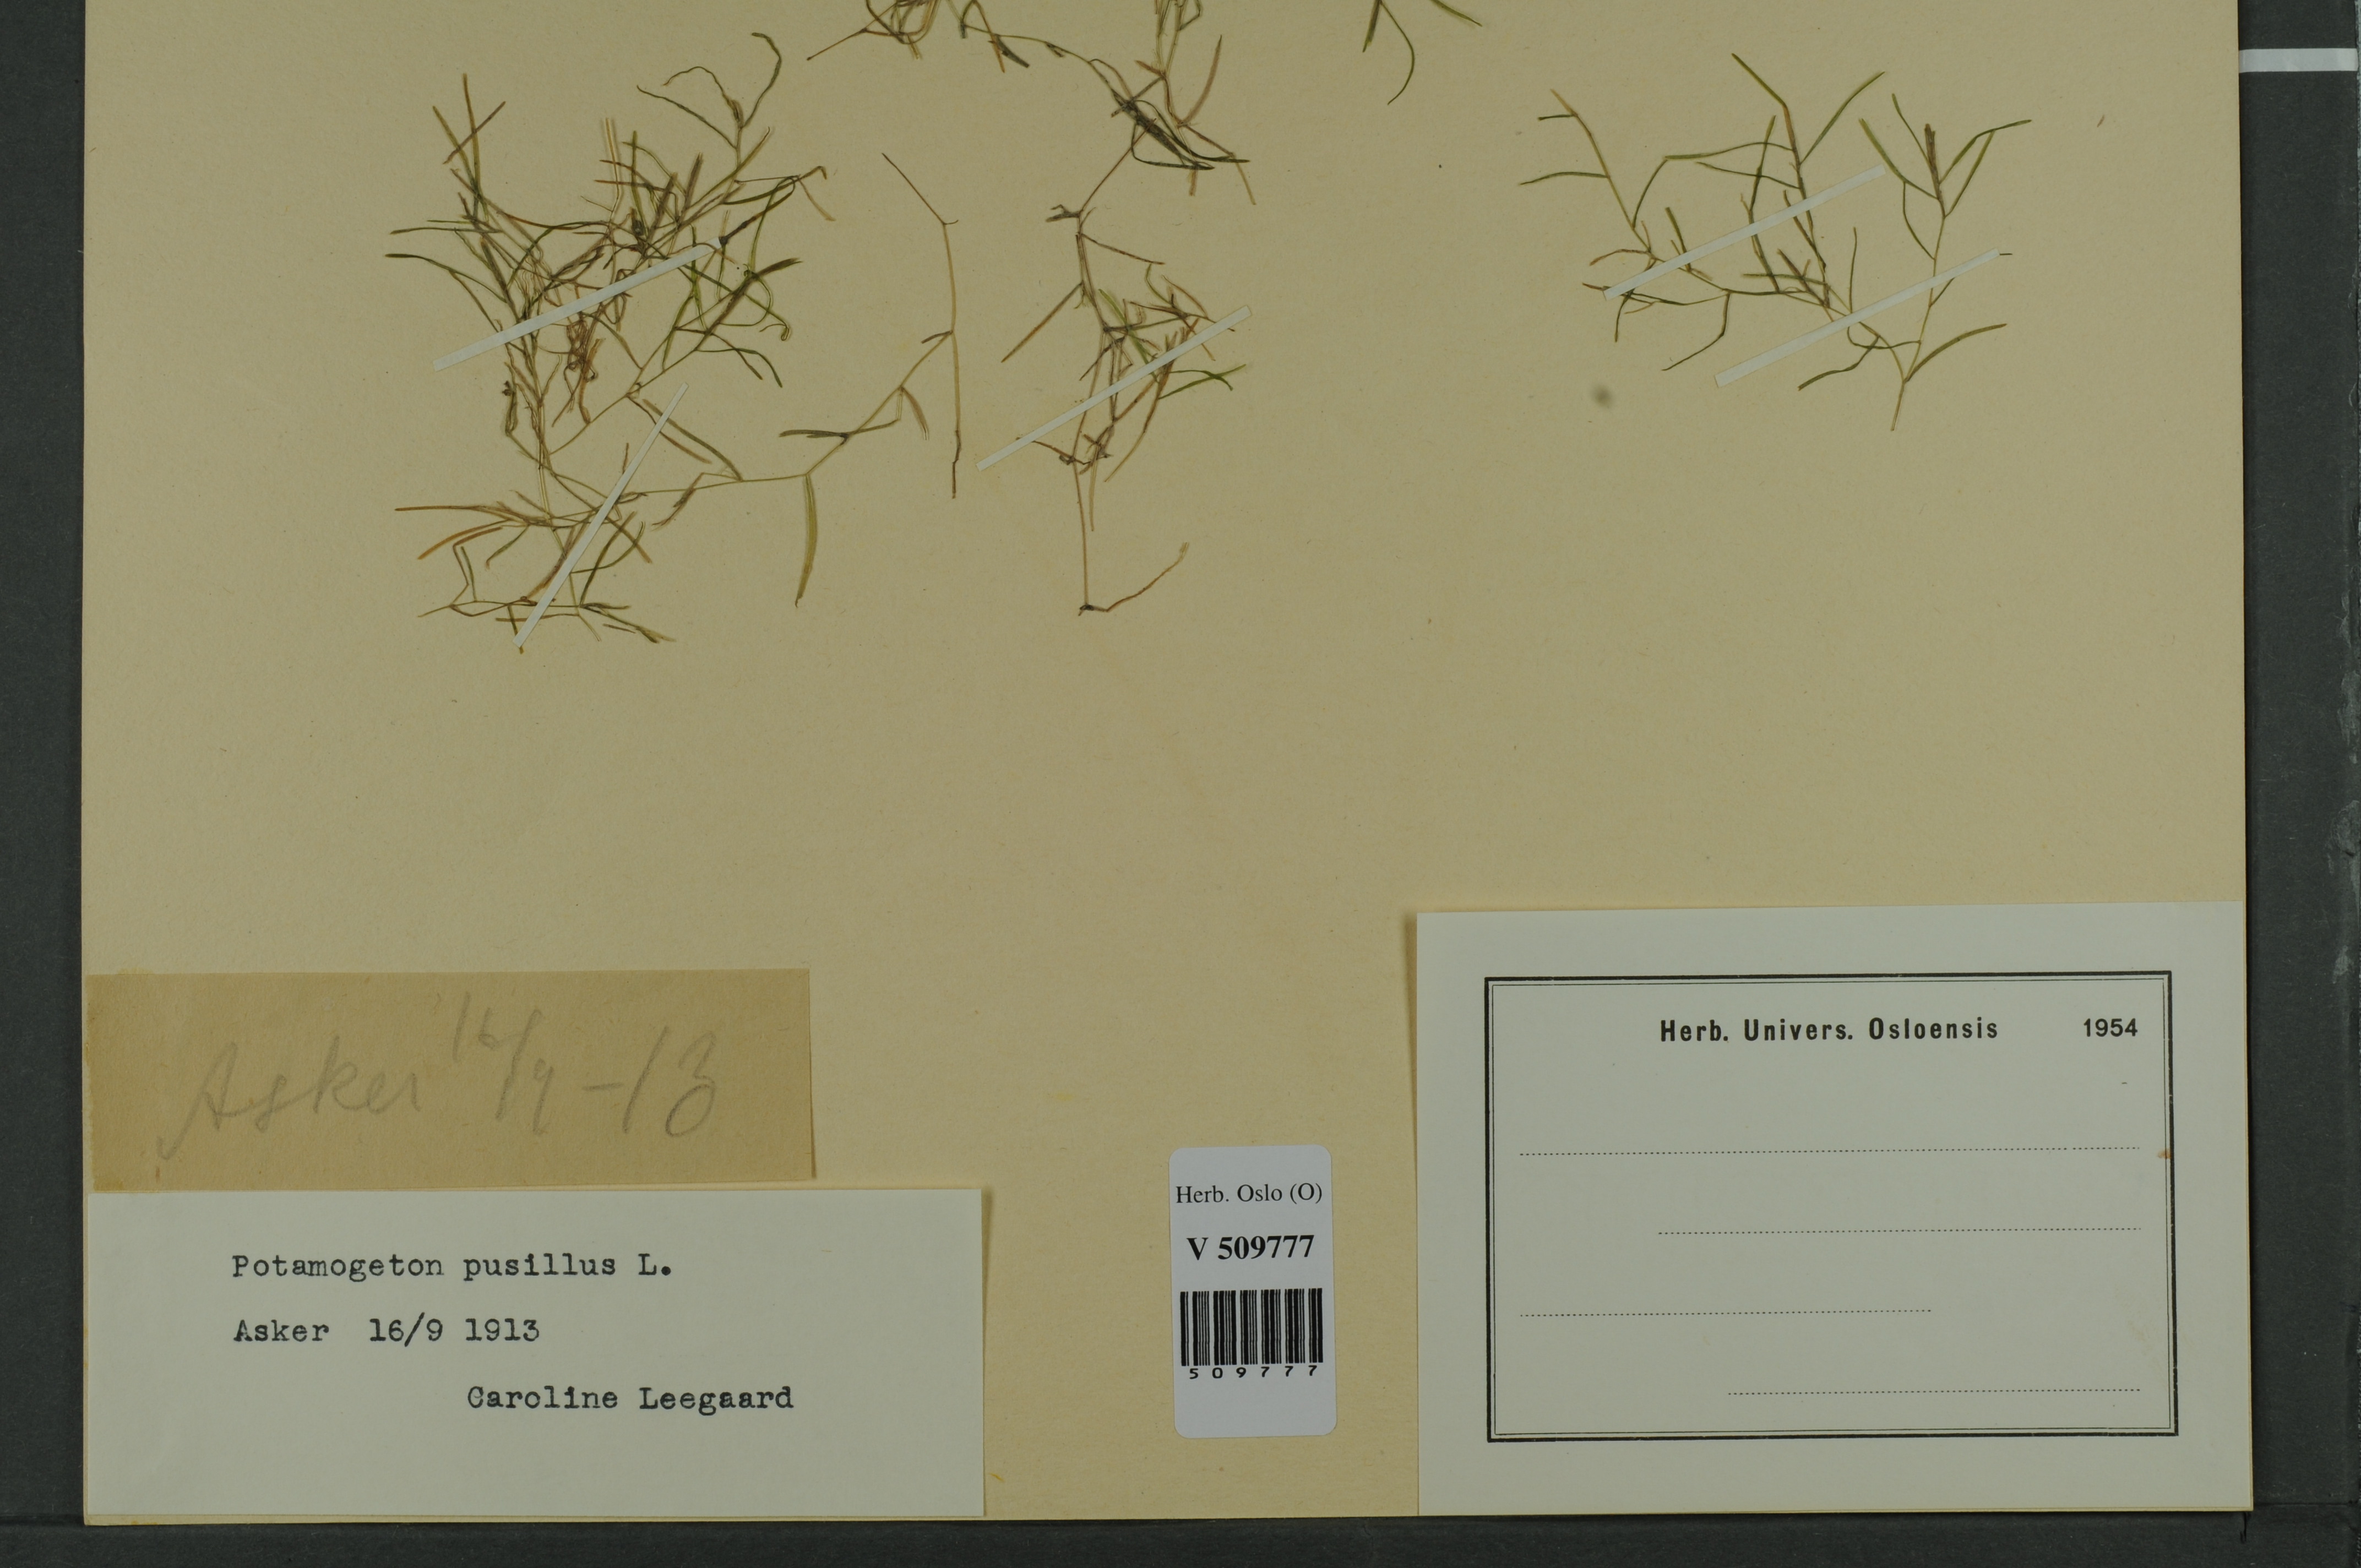 Asker 16/9-13
Potamogeton pusillus L.
Asker 16/9 1913
Caroline Leegaard
Herb. Oslo (O)
V 509777
509777
Herb. Univers. Osloensis 1954